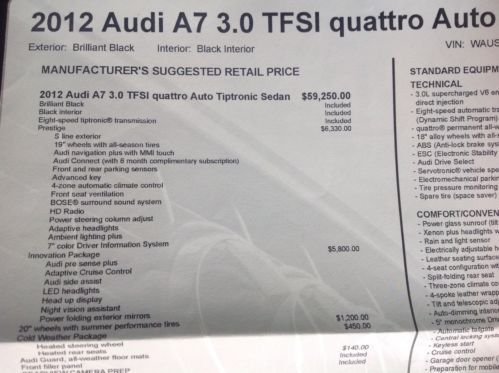 2012 Audi A7 3.0 TFSI quattro Auto
Exterior: Brilliant Black Interior: Black Interior VIN: WAUS
MANUFACTURER'S SUGGESTED RETAIL PRICE
2012 Audi A7 3.0 TFSI quattro Auto Tiptronic Sedan $59,250.00
Brilliant Black Included
Black interior Included
Eight-speed tiptronic® transmission Included
Prestige $6,330.00
S line exterior
19" wheels with all-season tires
Audi navigation plus with MMI touch
Audi Connect (with 6 month complimentary subscription)
Front and rear parking sensors
Advanced key
4-zone automatic climate control
Front seat ventilation
BOSE® surround sound system
HD Radio
Power steering column adjust
Adaptive headlights
Ambient lighting plus
7" color Driver Information System
Innovation Package $5,800.00
Audi pre sense plus
Adaptive Cruise Control
Audi side assist
LED headlights
Head up display
Night vision assistant
Power folding exterior mirrors
20" wheels with summer performance tires $1,200.00
Cold Weather Package $450.00
Heated steering wheel
Heated rear seats
Audi Guard, all-weather floor mats $140.00
Front filler panel Included
Included
STANDARD EQUIPM
TECHNICAL
- 3.0L supercharged V6 en
direct injection
- Eight-speed automatic tr
(Dynamic Shift Program)
- quattro® permanent all-w
- 18" alloy wheels with all-
- ABS (Anti-lock brake sys
- ESC (Electronic Stability
- Audi Drive Select
- Servotronic® vehicle spe
- Electromechanical parkin
- Tire pressure monitoring
- Spare tire (space saver)
COMFORT/CONVEN
- Power glass sunroof (tilt
- Xenon plus headlights w
- Rain and light sensor
- Electrically adjustable h
- Leather seating surface
- 4-seat configuration wit
- Split-folding rear seat
- Three-zone climate co
- 4-spoke leather wrapp
- Tilt and telescopic adj
- Auto-dimming interio
- 5" monochrome Driv
- Automatic tailgate
- Central locking syste
- Keyless start
- Cruise control
- Garage door opener (
- Preparation for mobil